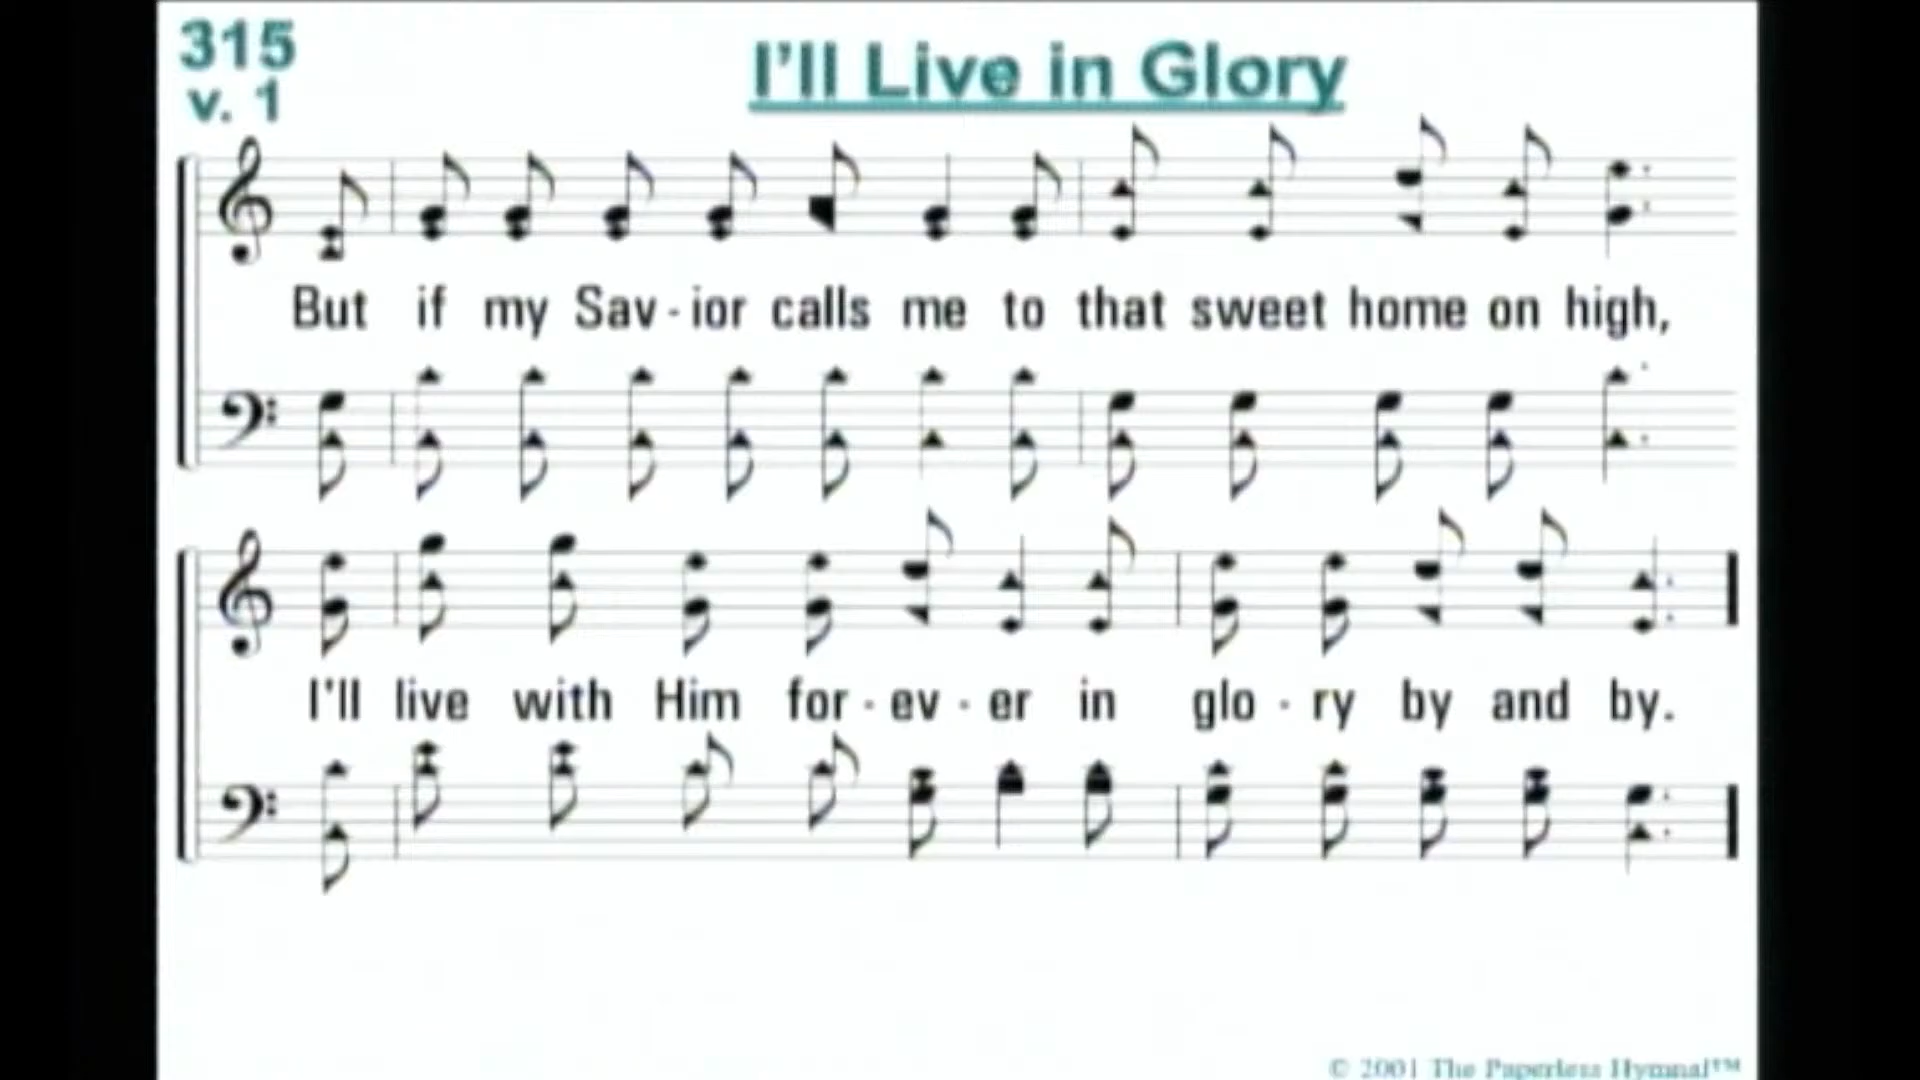 315
v. 1
I'll Live in Glory
But if my Sav - ior calls me to that sweet home on high,
I'll live with Him for - ev - er in glo - ry by and by.
© 2001 The Paperless Hymnal™